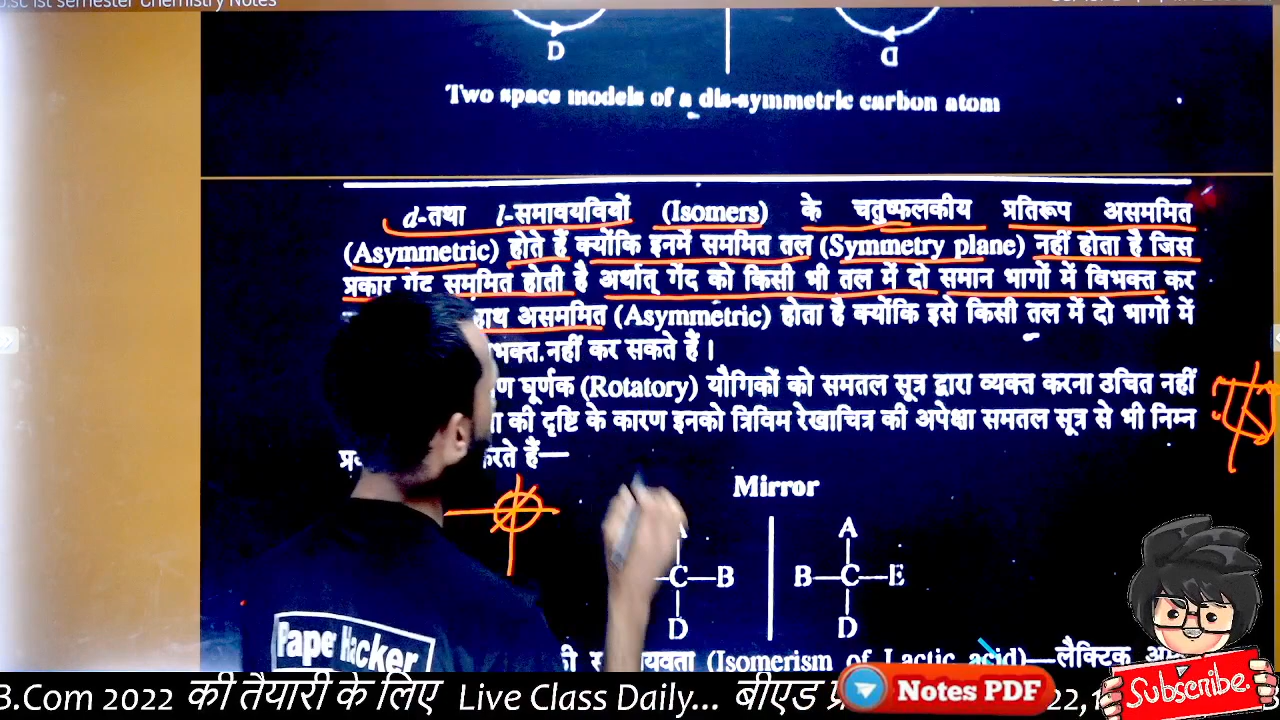 B.sc Ist semester Chemistry Notes
D D
Two space models of a dis-symmetric carbon atom
d-तथा l-समावयवियों (Isomers) के चतुष्फलकीय प्रतिरूप असममित
(Asymmetric) होते हैं क्योंकि इनमें सममित तल (Symmetry plane) नहीं होता है जिस
प्रकार गेंद सममित होती है अर्थात् गेंद को किसी भी तल में दो समान भागों में विभक्त कर
हाथ असममित (Asymmetric) होता है क्योंकि इसे किसी तल में दो भागों में
नहीं कर सकते हैं।
घूर्णक (Rotatory) यौगिकों को समतल सूत्र द्वारा व्यक्त करना उचित नहीं
की दृष्टि के कारण इनको त्रिविम रेखाचित्र की अपेक्षा समतल सूत्र से भी निम्न
करते हैं—
Mirror
A A
C—B B—C—E
D D
(Isomerism of Lactic acid)—लैक्टिक
Pape Hacker
B.Com 2022 की तैयारी के लिए Live Class Daily... बीएड
Notes PDF
Subscribe.